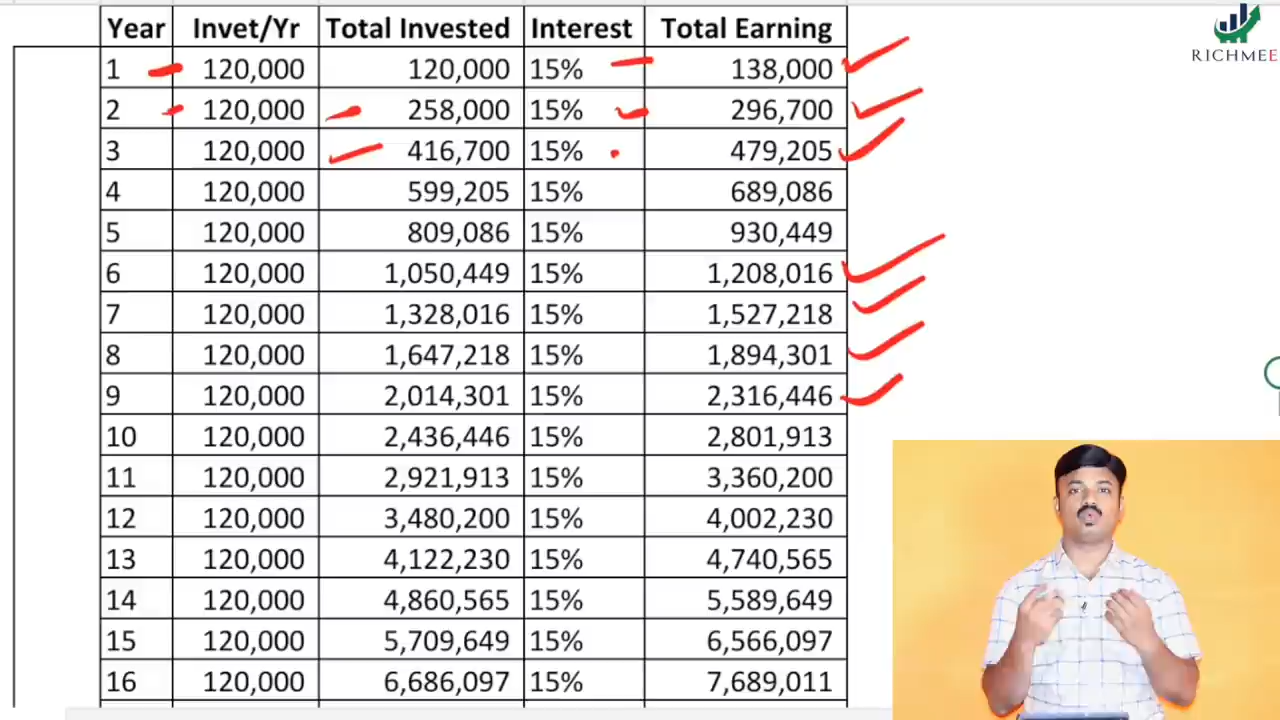 Year Invet/Yr Total Invested Interest Total Earning
1 120,000 120,000 15% 138,000
2 120,000 258,000 15% 296,700
3 120,000 416,700 15% 479,205
4 120,000 599,205 15% 689,086
5 120,000 809,086 15% 930,449
6 120,000 1,050,449 15% 1,208,016
7 120,000 1,328,016 15% 1,527,218
8 120,000 1,647,218 15% 1,894,301
9 120,000 2,014,301 15% 2,316,446
10 120,000 2,436,446 15% 2,801,913
11 120,000 2,921,913 15% 3,360,200
12 120,000 3,480,200 15% 4,002,230
13 120,000 4,122,230 15% 4,740,565
14 120,000 4,860,565 15% 5,589,649
15 120,000 5,709,649 15% 6,566,097
16 120,000 6,686,097 15% 7,689,011
RICHMEE